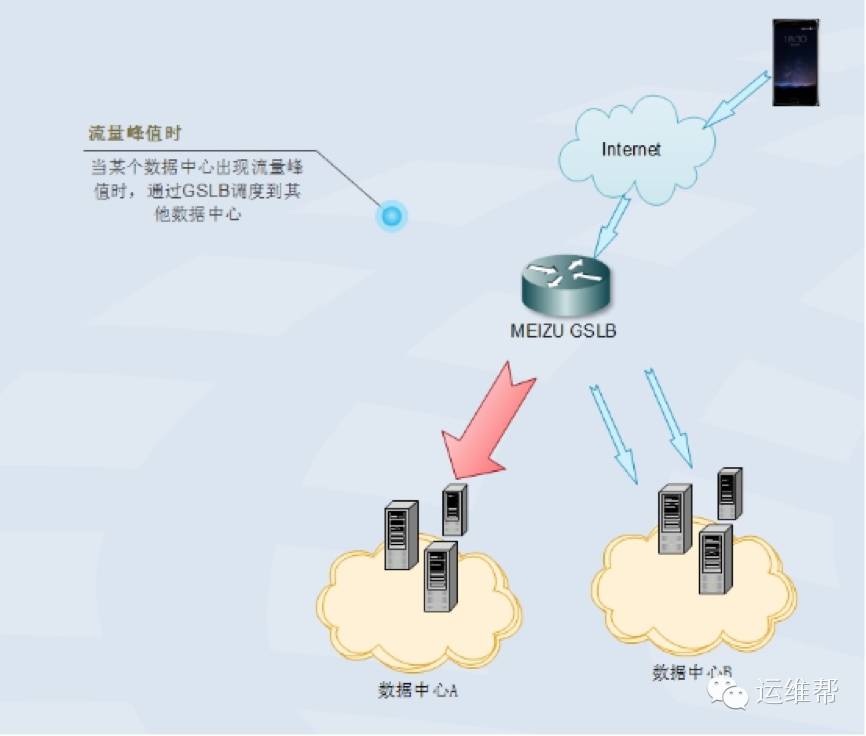 流量峰值时
当某个数据中心出现流量峰
值时，通过GSLB调度到其
他数据中心
Internet
MEIZU GSLB
数据中心A
数据中心B
运维帮